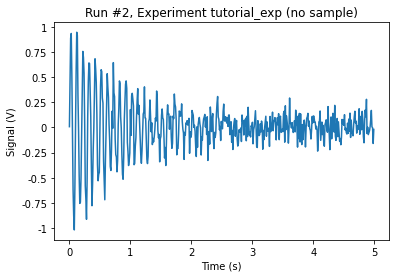 Run #2, Experiment tutorial_exp (no sample)
Signal (V)
1
0.75
0.5
0.25
0
-0.25
-0.5
-0.75
-1
0 1 2 3 4 5
Time (s)